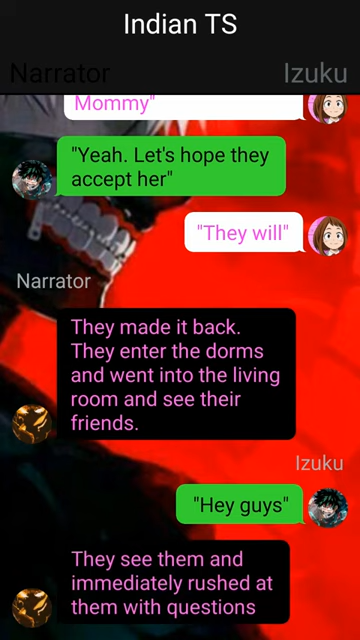 Indian TS
Narrator
Izuku
Mommy"
"Yeah. Let's hope they
accept her"
"They will"
Narrator
They made it back.
They enter the dorms
and went into the living
room and see their
friends.
Izuku
"Hey guys"
They see them and
immediately rushed at
them with questions